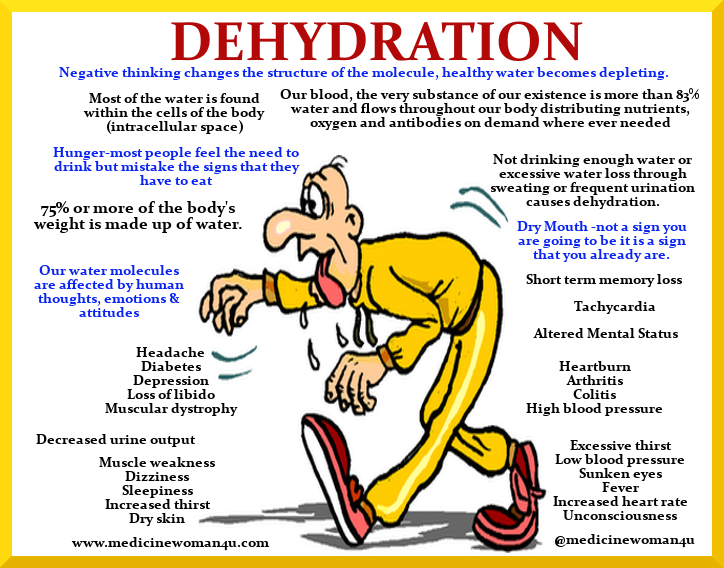 DEHYDRATION
Negative thinking changes the structure of the molecule, healthy water becomes depleting.
Most of the water is found
within the cells of the body
(intracellular space)
Our blood, the very substance of our existence is more than 83%
water and flows throughout our body distributing nutrients,
oxygen and antibodies on demand where ever needed
Hunger-most people feel the need to
drink but mistake the signs that they
have to eat
75% or more of the body's
weight is made up of water.
Our water molecules
are affected by human
thoughts, emotions &
attitudes
Headache
Diabetes
Depression
Loss of libido
Muscular dystrophy
Decreased urine output
Muscle weakness
Dizziness
Sleepiness
Increased thirst
Dry skin
www.medicinewoman4u.com
Not drinking enough water or
excessive water loss through
sweating or frequent urination
causes dehydration.
Dry Mouth -not a sign you
are going to be it is a sign
that you already are.
Short term memory loss
Tachycardia
Altered Mental Status
Heartburn
Arthritis
Colitis
High blood pressure
Excessive thirst
Low blood pressure
Sunken eyes
Fever
Increased heart rate
Unconsciousness
@medicinewoman4u